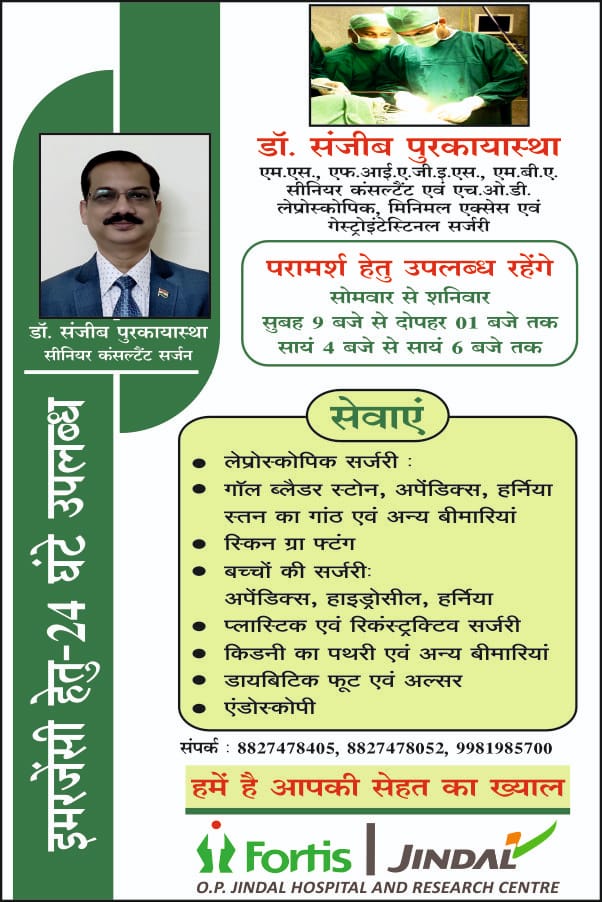 डॉ. संजीब पुरकायास्था
एम.एस., एफ.आई.ए.जी.इ.एस., एम.बी.ए.
सीनियर कंसल्टैंट एवं एच.ओ.डी.
लेप्रोस्कोपिक, मिनिमल एक्सेस एवं
गेस्ट्रोइंटेस्टिनल सर्जरी
डॉ. संजीब पुरकायास्था
सीनियर कंसल्टैंट सर्जन
परामर्श हेतु उपलब्ध रहेंगे
सोमवार से शनिवार
सुबह 9 बजे से दोपहर 01 बजे तक
सायं 4 बजे से सायं 6 बजे तक
इमरजेंसी हेतु-24 घंटे उपलब्ध
सेवाएं
● लेप्रोस्कोपिक सर्जरी :
● गॉल ब्लैडर स्टोन, अपेंडिक्स, हर्निया
स्तन का गांठ एवं अन्य बीमारियां
● स्किन ग्रा फ्टंग
● बच्चों की सर्जरीः
अपेंडिक्स, हाइड्रोसील, हर्निया
● प्लास्टिक एवं रिकंस्ट्रक्टिव सर्जरी
● किडनी का पथरी एवं अन्य बीमारियां
● डायबिटिक फूट एवं अल्सर
● एंडोस्कोपी
संपर्क : 8827478405, 8827478052, 9981985700
हमें है आपकी सेहत का ख्याल
Fortis | JINDAL
O.P. JINDAL HOSPITAL AND RESEARCH CENTRE